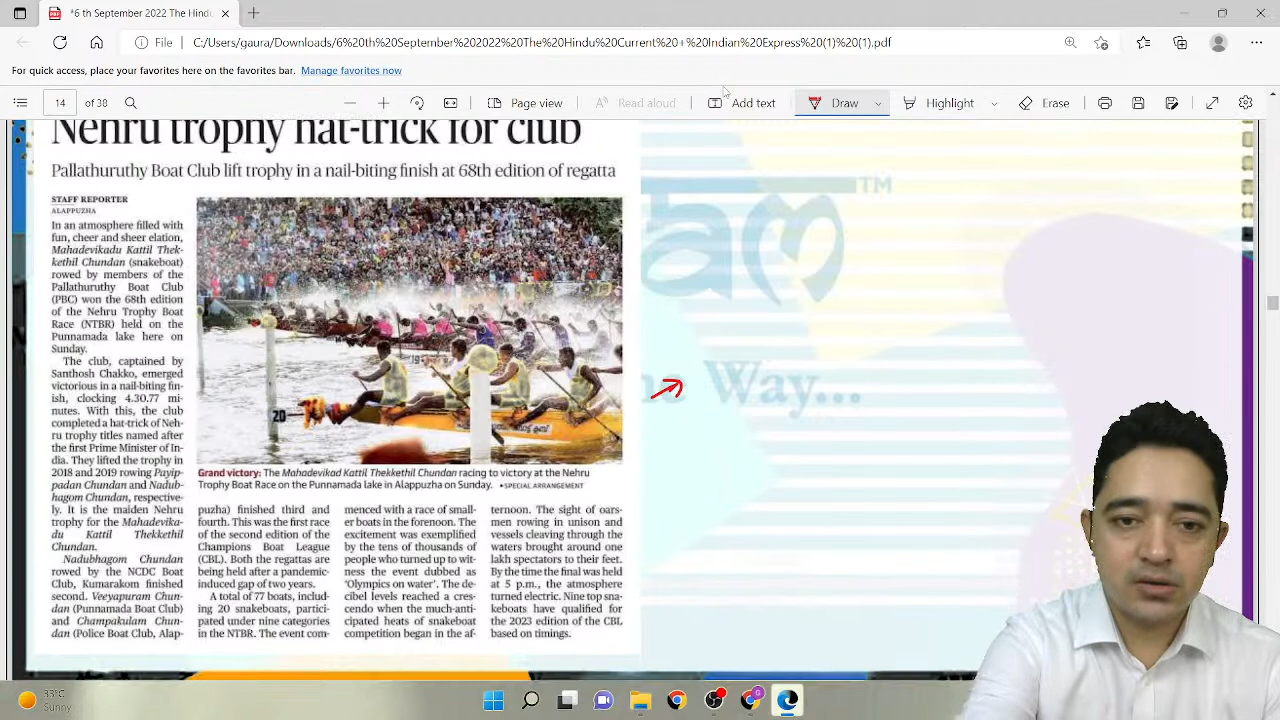 *6 th September 2022 The Hindu
File
C:/Users/gaura/Downloads/6%20th%20September%202022%20The%20Hindu%20Current%20+%20Indian%20Express%20(1)%20(1).pdf
For quick access, place your favorites here on the favorites bar. Manage favorites now
14 of 38
Page view
Read aloud
Add text
Draw
Highlight
Erase
Nehru trophy hat-trick for club
Pallathuruthy Boat Club lift trophy in a nail-biting finish at 68th edition of regatta
STAFF REPORTER
ALAPPUZHA
In an atmosphere filled with
fun, cheer and sheer elation,
Mahadevikadu Kattil Thek-
kethil Chundan (snakeboat)
rowed by members of the
Pallathuruthy Boat Club
(PBC) won the 68th edition
of the Nehru Trophy Boat
Race (NTBR) held on the
Punnamada lake here on
Sunday.
The club, captained by
Santhosh Chakko, emerged
victorious in a nail-biting fin-
ish, clocking 4.30.77 mi-
nutes. With this, the club
completed a hat-trick of Neh-
ru trophy titles named after
the first Prime Minister of In-
dia. They lifted the trophy in
2018 and 2019 rowing Payip-
padan Chundan and Nadub-
hagom Chundan, respective-
ly. It is the maiden Nehru
trophy for the Mahadevika-
du Kattil Thekkethil
Chundan.
Nadubhagom Chundan
rowed by the NCDC Boat
Club, Kumarakom finished
second. Veeyapuram Chun-
dan (Punnamada Boat Club)
and Champakulam Chun-
dan (Police Boat Club, Alap-
20
Grand victory: The Mahadevikad Kattil Thekkethil Chundan racing to victory at the Nehru
Trophy Boat Race on the Punnamada lake in Alappuzha on Sunday. •SPECIAL ARRANGEMENT
puzha) finished third and
fourth. This was the first race
of the second edition of the
Champions Boat League
(CBL). Both the regattas are
being held after a pandemic-
induced gap of two years.
A total of 77 boats, includ-
ing 20 snakeboats, partici-
pated under nine categories
in the NTBR. The event com-
menced with a race of small-
er boats in the forenoon. The
excitement was exemplified
by the tens of thousands of
people who turned up to wit-
ness the event dubbed as
‘Olympics on water’. The de-
cibel levels reached a cres-
cendo when the much-anti-
cipated heats of snakeboat
competition began in the af-
ternoon. The sight of oars-
men rowing in unison and
vessels cleaving through the
waters brought around one
lakh spectators to their feet.
By the time the final was held
at 5 p.m., the atmosphere
turned electric. Nine top sna-
keboats have qualified for
the 2023 edition of the CBL
based on timings.
TM
Way...
33°C
Sunny